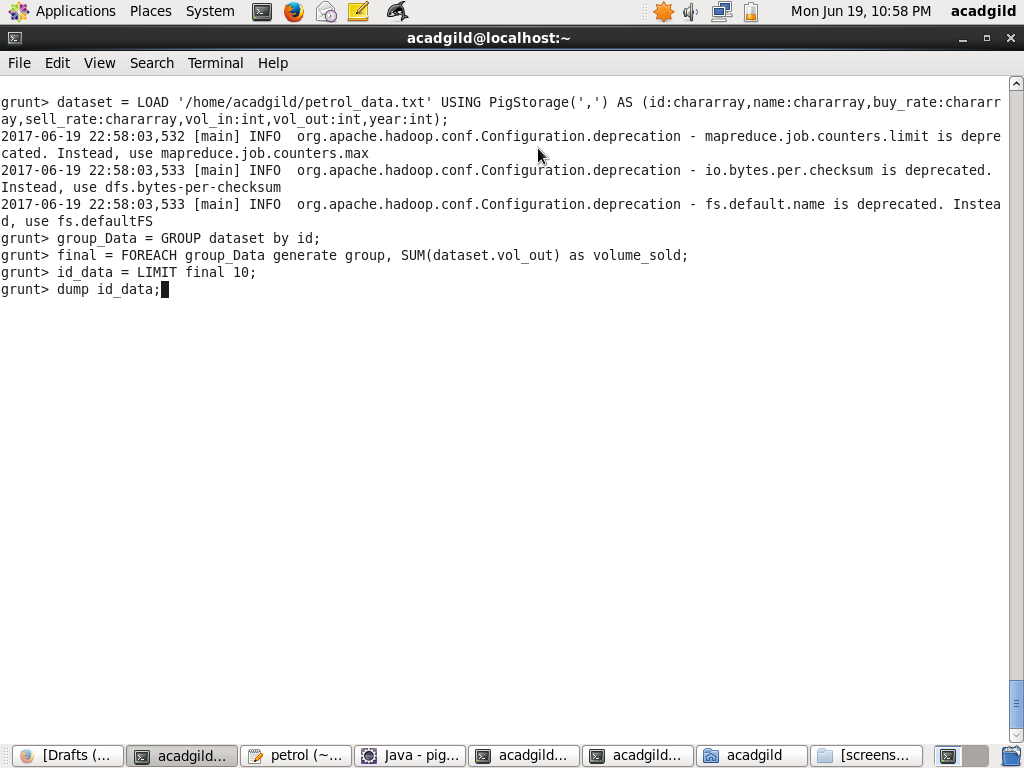 Applications Places System Mon Jun 19, 10:58 PM acadgild
acadgild@localhost:~
File Edit View Search Terminal Help
grunt> dataset = LOAD '/home/acadgild/petrol_data.txt' USING PigStorage(',') AS (id:chararray,name:chararray,buy_rate:chararr
ay,sell_rate:chararray,vol_in:int,vol_out:int,year:int);
2017-06-19 22:58:03,532 [main] INFO  org.apache.hadoop.conf.Configuration.deprecation - mapreduce.job.counters.limit is depre
cated. Instead, use mapreduce.job.counters.max
2017-06-19 22:58:03,533 [main] INFO  org.apache.hadoop.conf.Configuration.deprecation - io.bytes.per.checksum is deprecated.
Instead, use dfs.bytes-per-checksum
2017-06-19 22:58:03,533 [main] INFO  org.apache.hadoop.conf.Configuration.deprecation - fs.default.name is deprecated. Instea
d, use fs.defaultFS
grunt> group_Data = GROUP dataset by id;
grunt> final = FOREACH group_Data generate group, SUM(dataset.vol_out) as volume_sold;
grunt> id_data = LIMIT final 10;
grunt> dump id_data;
[Drafts (... acadgild... petrol (~... Java - pig... acadgild... acadgild... acadgild [screens...